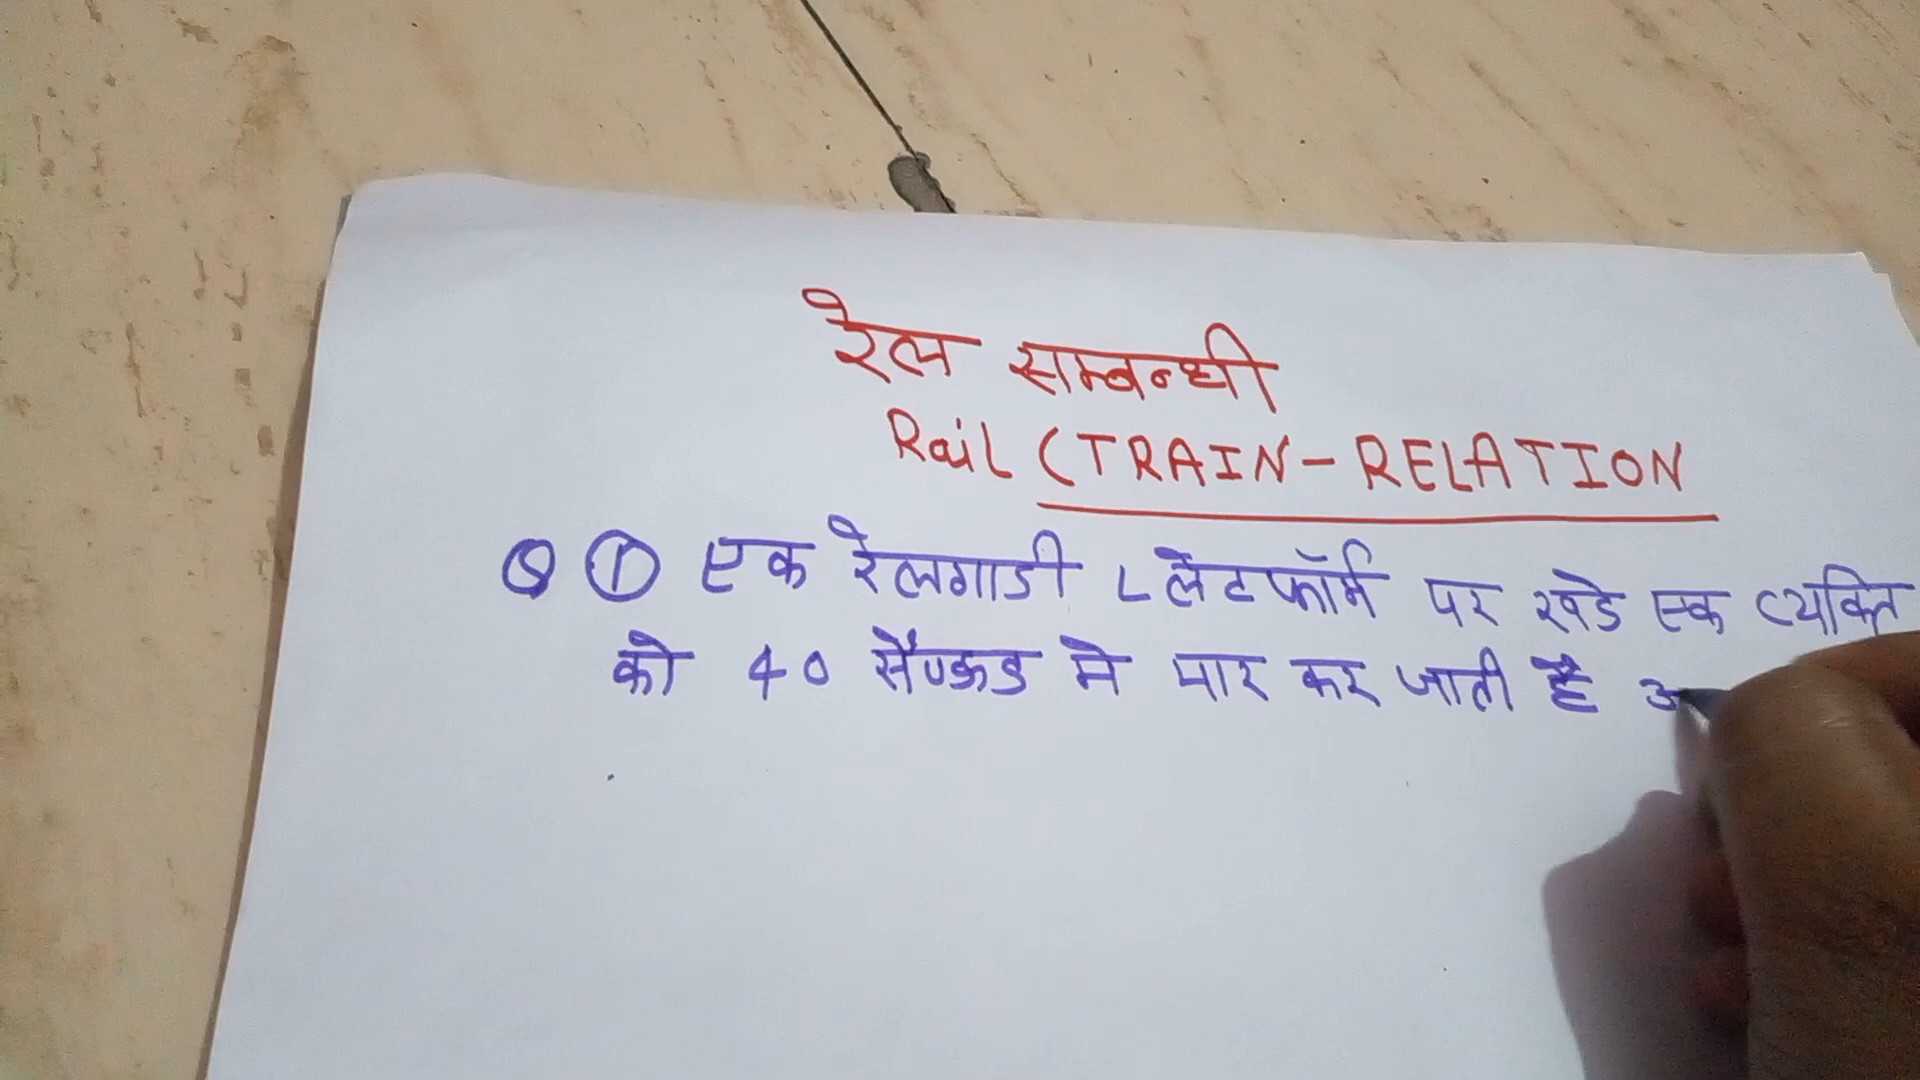 रेल सम्बन्धी
Rail (TRAIN-RELATION
Q ① एक रेलगाडी प्लेटफॉर्म पर खडे एक व्यक्ति
को 40 सैण्कड मे पार कर जाती है